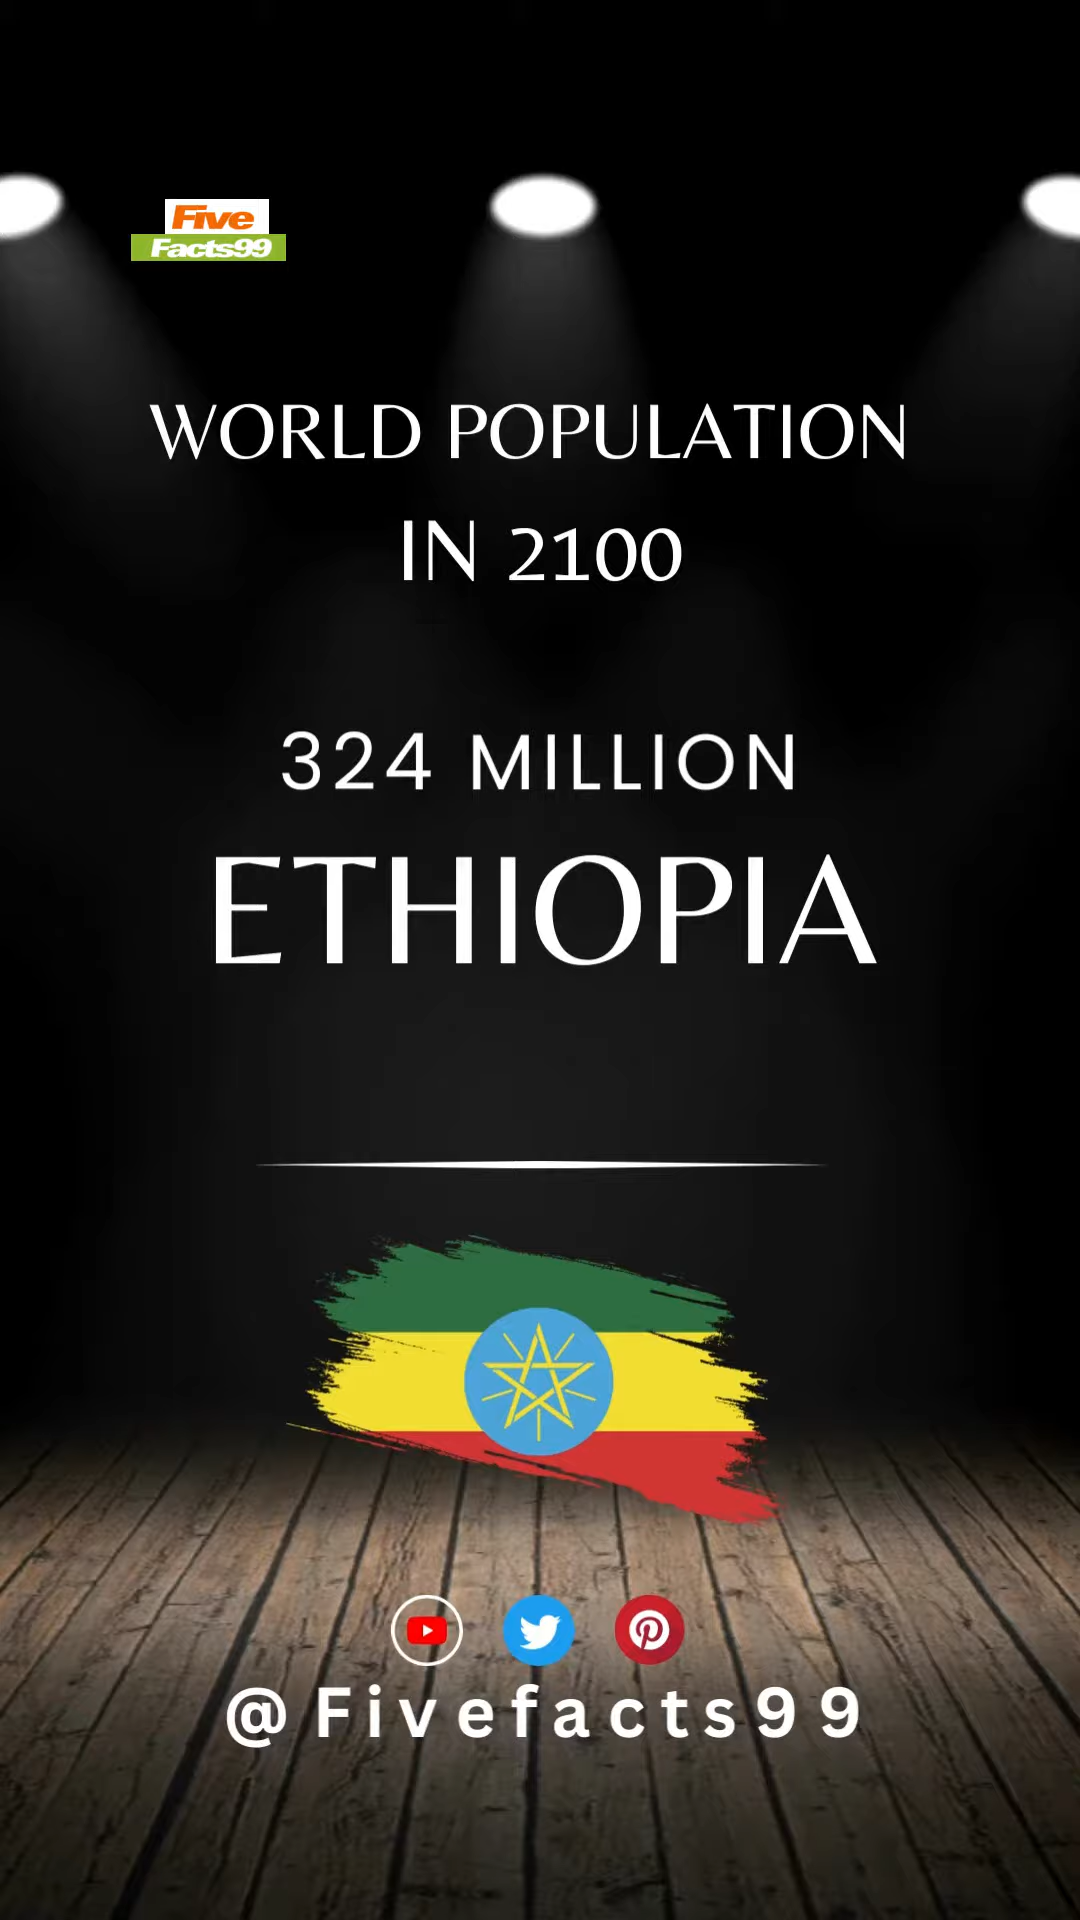 Five
Facts99
WORLD POPULATION
IN 2100
324 MILLION
ETHIOPIA
@Fivefacts99